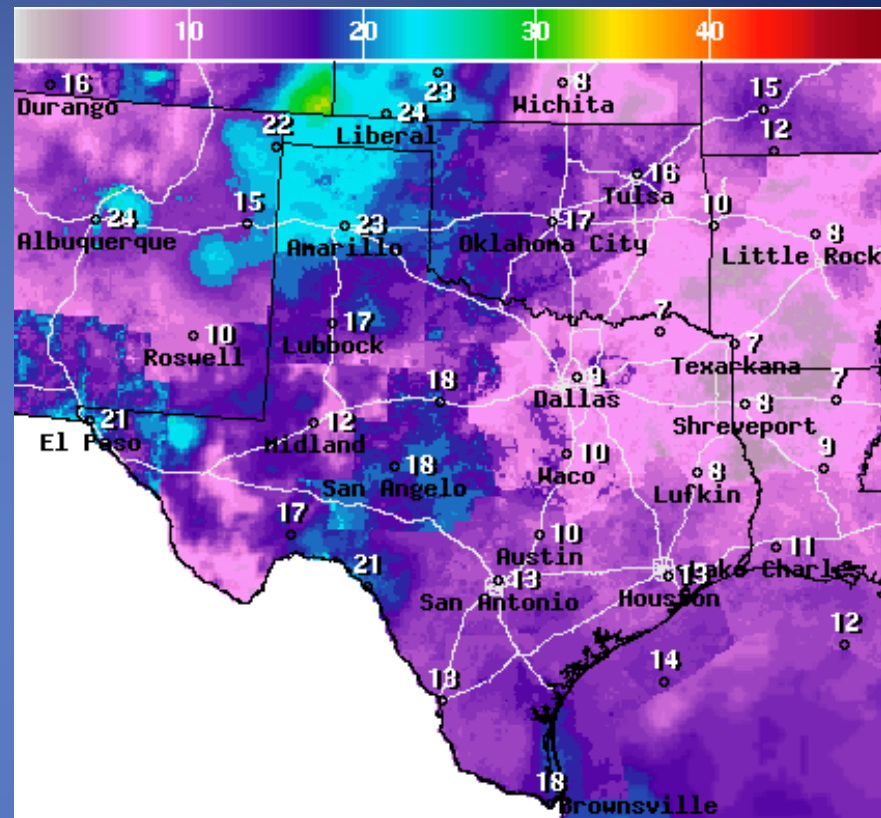 10 20 30 40
16 23 8 15
Durango Wichita
24 12
Liberal
22
16
Tulsa
24 15 23 17 10 8
Albuquerque Amarillo Oklahoma City Little Rock
10 17 7 7
Roswell Lubbock Texarkana
9
18 Dallas 8 7
21 12 Shreveport
El Paso Midland
18 10 8 9
San Angelo Waco Lufkin
17 10 11
Austin Lake Charles
21 13 13
San Antonio Houston
12
14
13
18
Brownsville